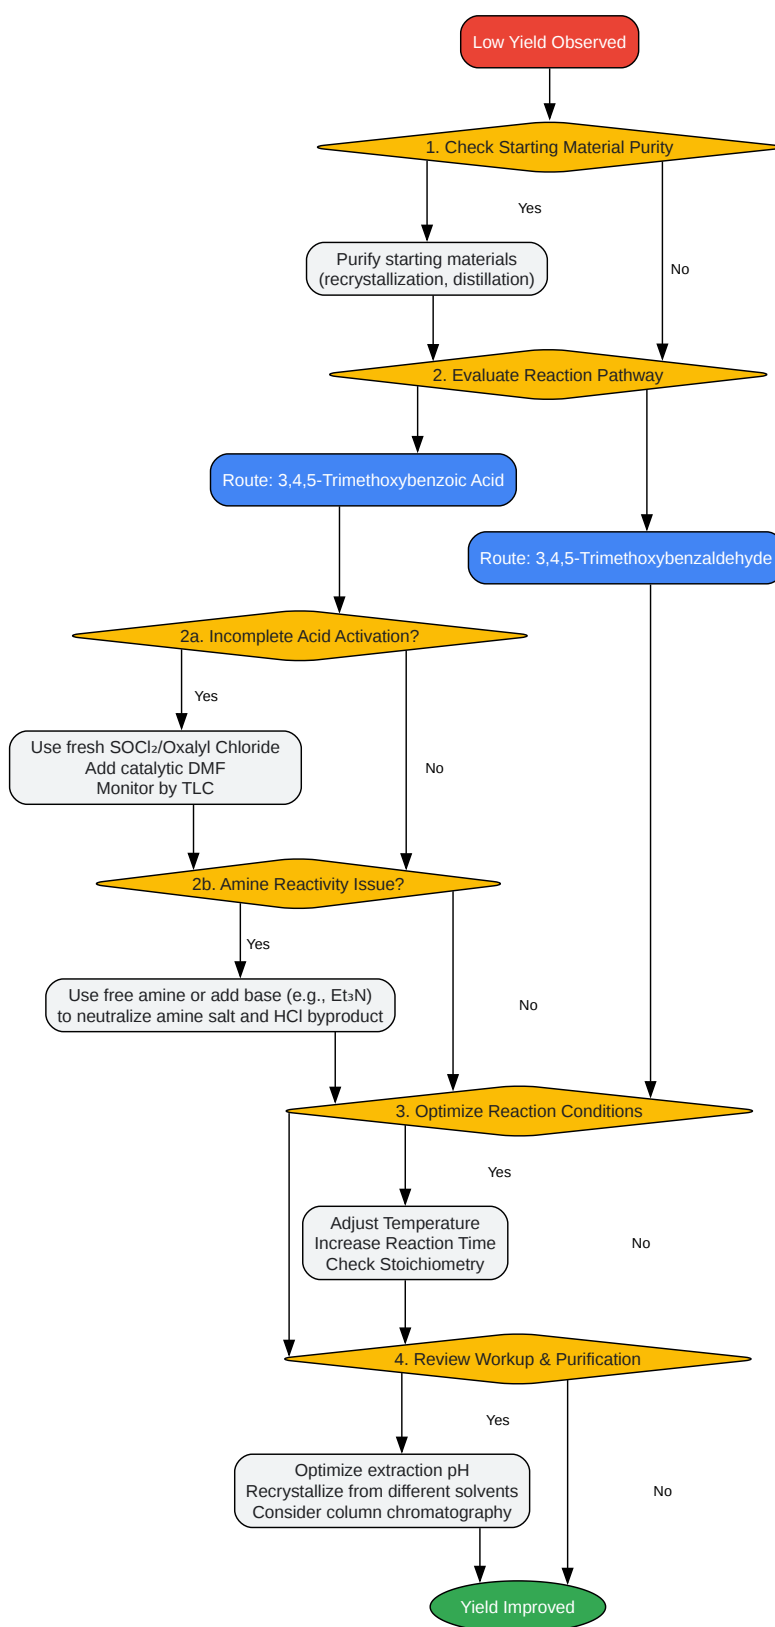 Low Yield Observed
1. Check Starting Material Purity
Yes
Purify starting materials
(recrystallization, distillation)
No
2. Evaluate Reaction Pathway
Route: 3,4,5-Trimethoxybenzoic Acid
Route: 3,4,5-Trimethoxybenzaldehyde
2a. Incomplete Acid Activation?
Yes
Use fresh SOCl₂/Oxalyl Chloride
Add catalytic DMF
Monitor by TLC
No
2b. Amine Reactivity Issue?
Yes
Use free amine or add base (e.g., Et₃N)
to neutralize amine salt and HCl byproduct
No
3. Optimize Reaction Conditions
Yes
Adjust Temperature
Increase Reaction Time
Check Stoichiometry
No
4. Review Workup & Purification
Yes
Optimize extraction pH
Recrystallize from different solvents
Consider column chromatography
No
Yield Improved